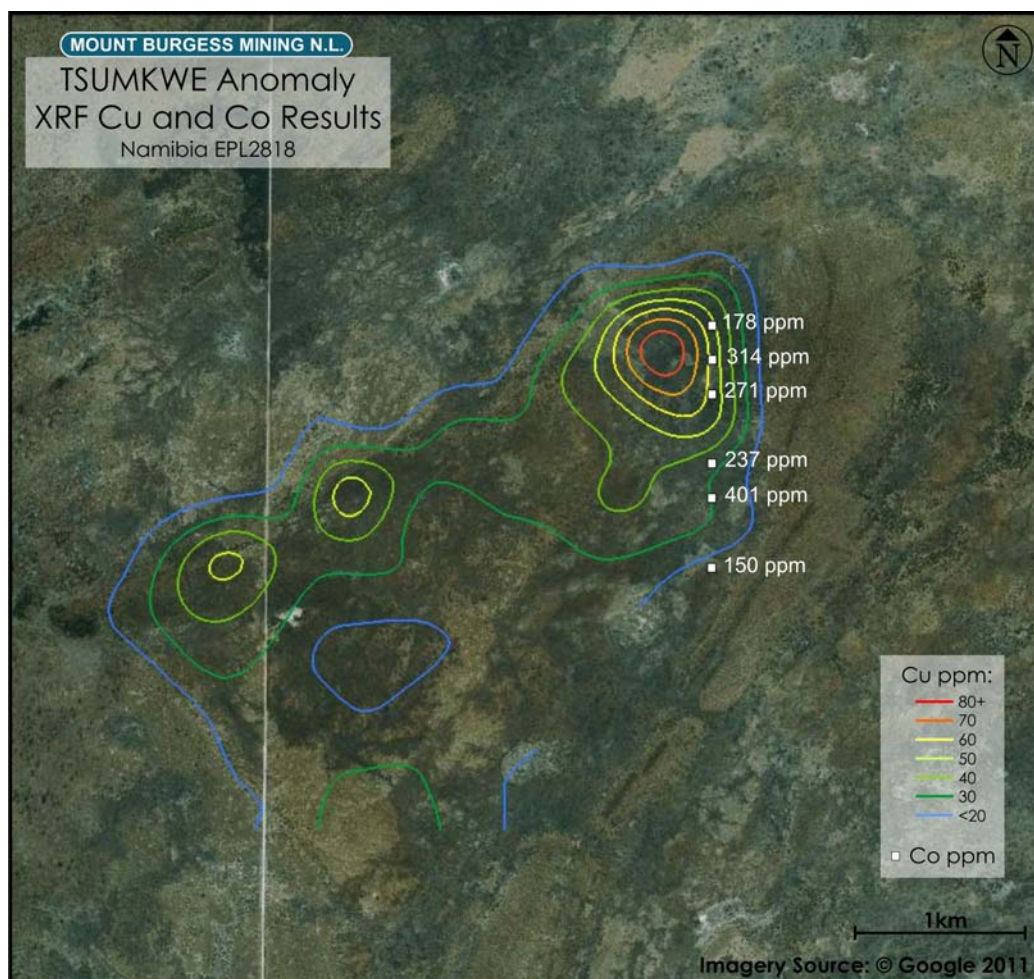 MOUNT BURGESS MINING N.L.
TSUMKWE Anomaly
XRF Cu and Co Results
Namibia EPL2818
N
178 ppm
314 ppm
271 ppm
237 ppm
401 ppm
150 ppm
Cu ppm:
80+
70
60
50
40
30
<20
Co ppm
1km
Imagery Source: © Google 2011